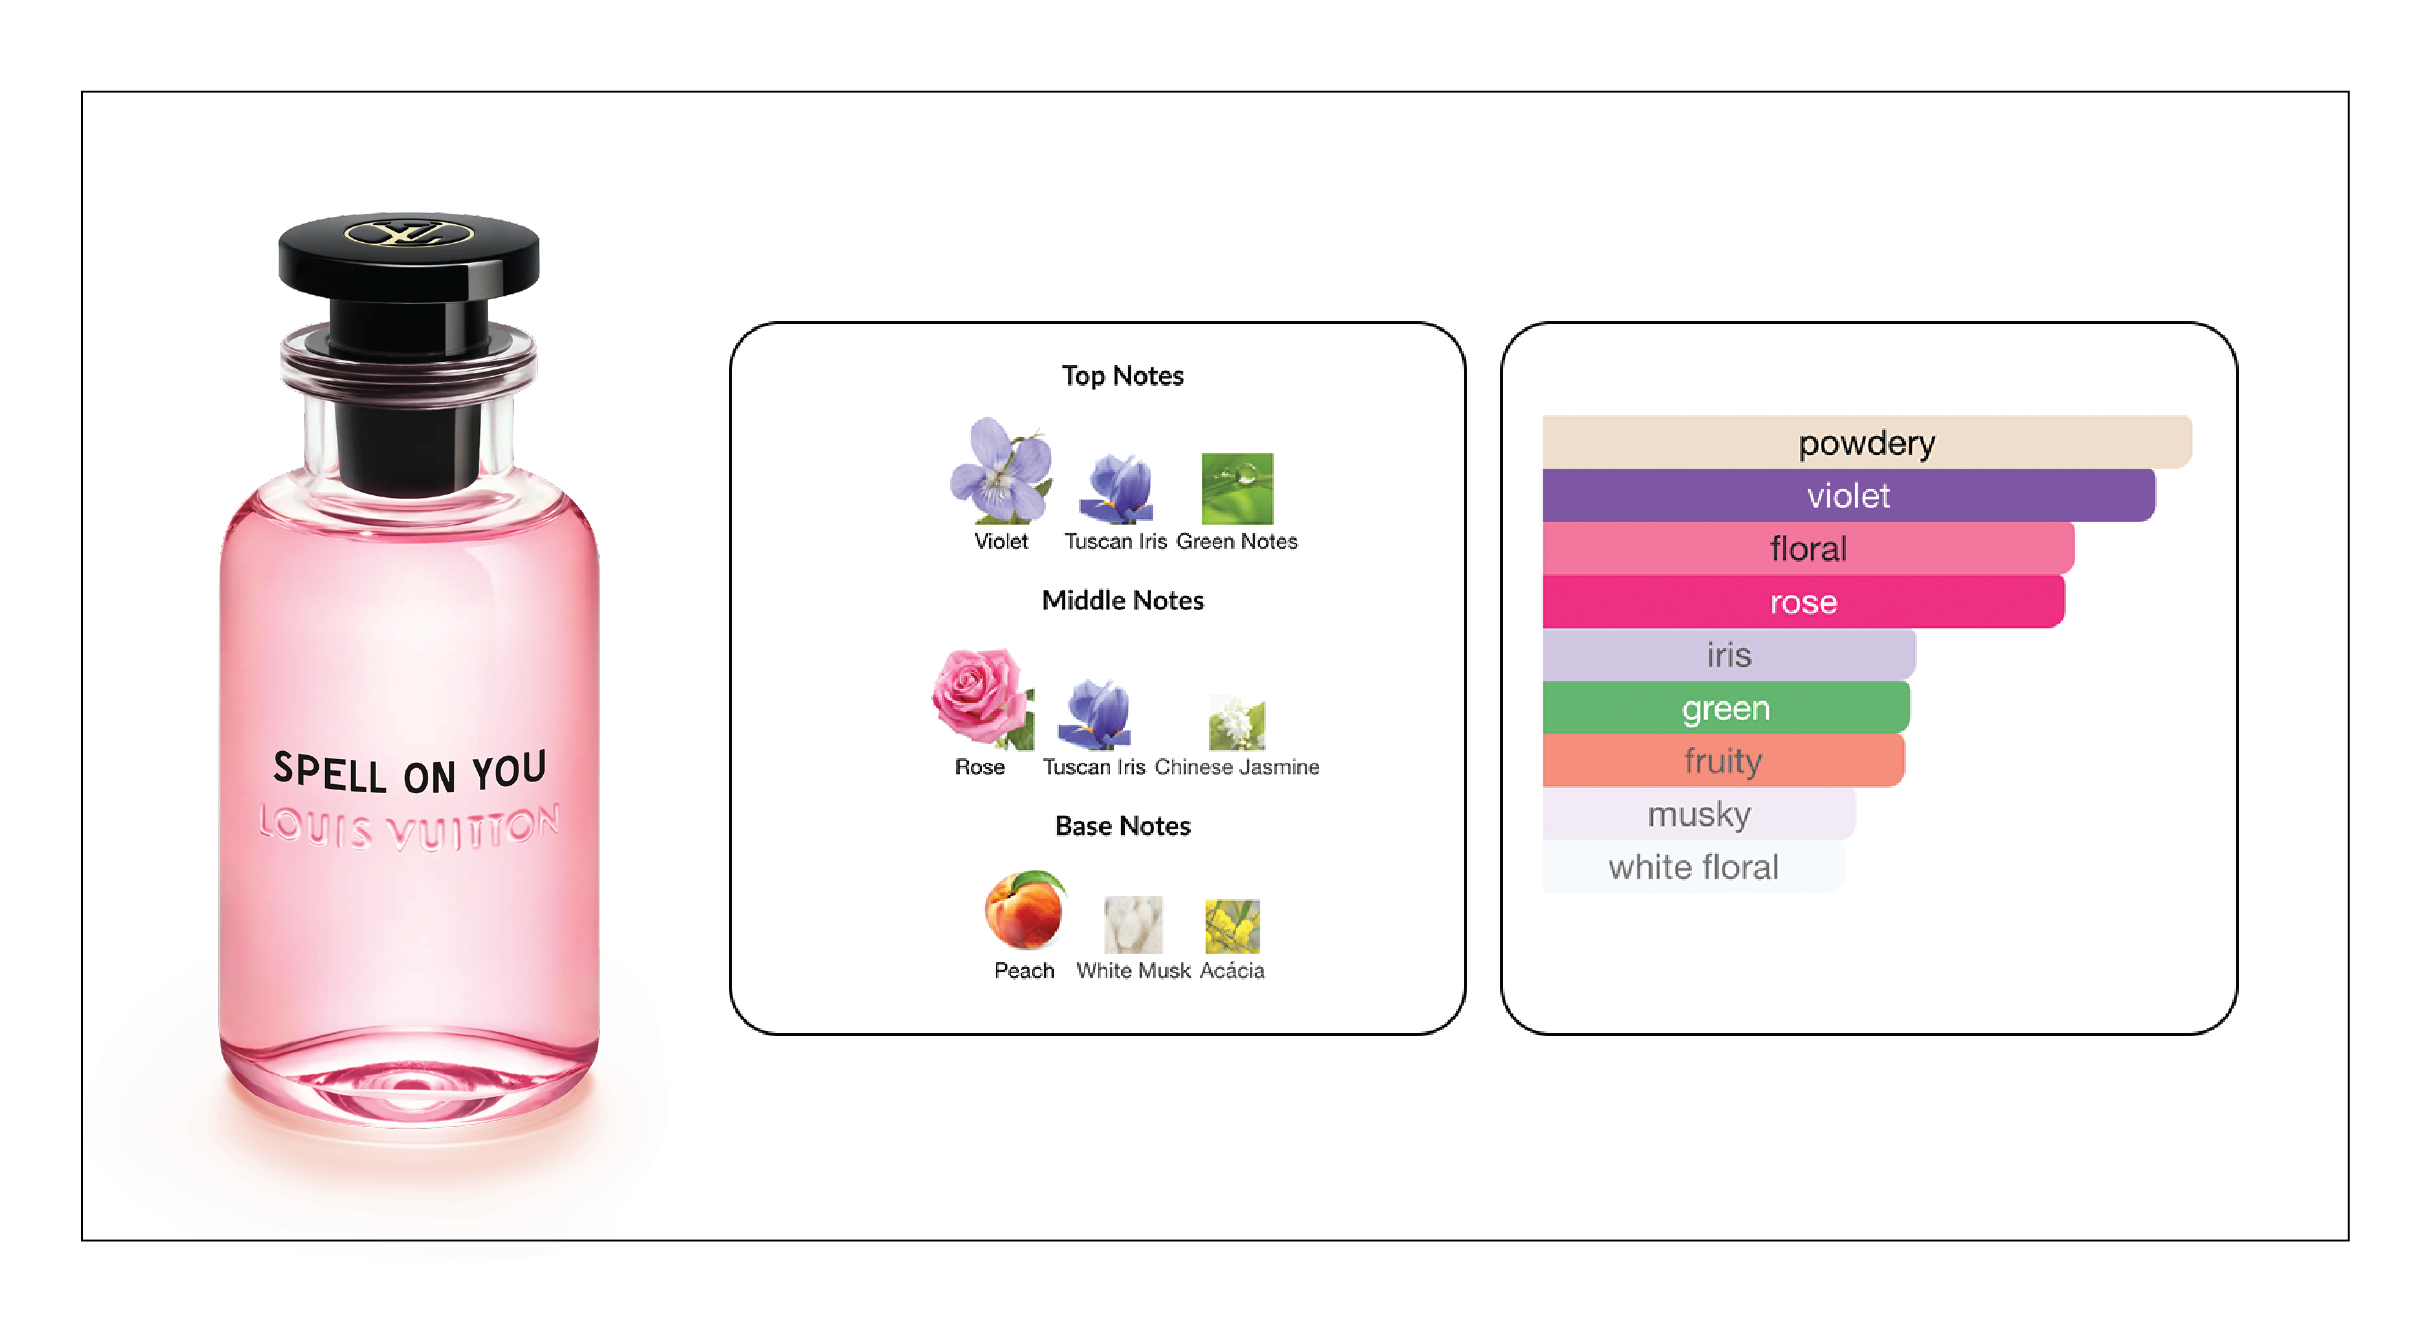 SPELL ON YOU
LOUIS VUITTON
Top Notes
Violet Tuscan Iris Green Notes
Middle Notes
Rose Tuscan Iris Chinese Jasmine
Base Notes
Peach White Musk Acácia
powdery
violet
floral
rose
iris
green
fruity
musky
white floral